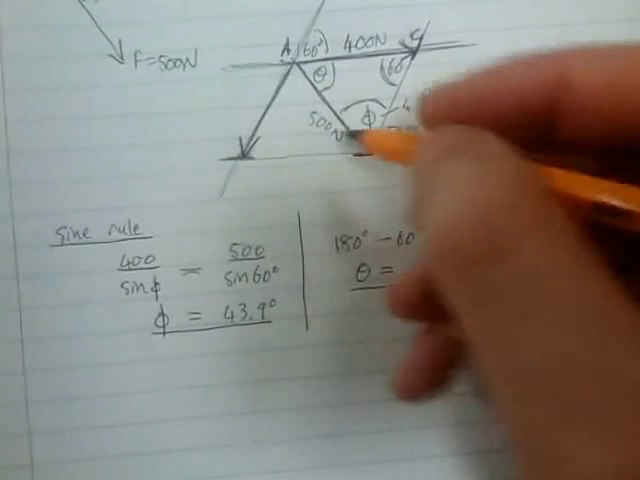 F=500N
A 60° 400N C
θ 60
500N φ
sine rule
400 / sinφ = 500 / sin60°
φ = 43.9°
180° - 60
θ =